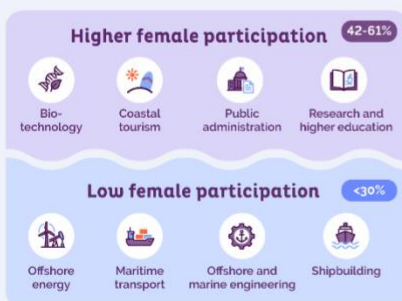 Higher female participation 42-61%
Bio-
technology
Coastal
tourism
Public
administration
Research and
higher education
Low female participation <30%
Offshore
energy
Maritime
transport
Offshore and
marine engineering
Shipbuilding